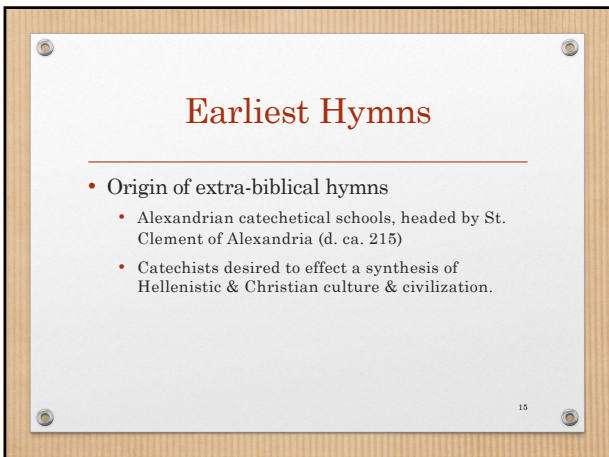 Earliest Hymns
• Origin of extra-biblical hymns
• Alexandrian catechetical schools, headed by St.
Clement of Alexandria (d. ca. 215)
• Catechists desired to effect a synthesis of
Hellenistic & Christian culture & civilization.
15